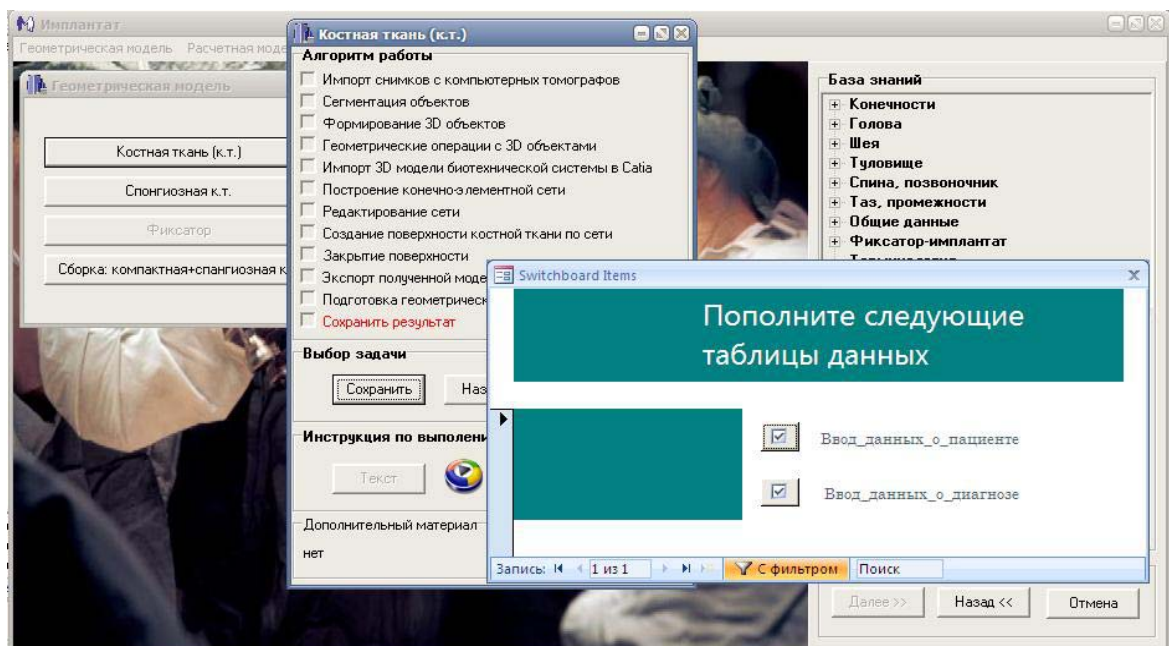 Имплантат
Геометрическая модель Расчетная
Геометрическая модель
Костная ткань (к.т.)
Спонгиозная к.т.
Фиксатор
Сборка: компактная+спангиозная к
Костная ткань (к.т.)
Алгоритм работы
Импорт снимков с компьютерных томографов
Сегментация объектов
Формирование 3D объектов
Геометрические операции с 3D объектами
Импорт 3D модели биотехнической системы в Catia
Построение конечно-элементной сети
Редактирование сети
Создание поверхности костной ткани по сети
Закрытие поверхности
Экспорт полученной моде
Подготовка геометрическ
Сохранить результат
Выбор задачи
Сохранить Наз
Инструкция по выполени
Текст
Дополнительный материал
нет
База знаний
Конечности
Голова
Шея
Туловище
Спина, позвоночник
Таз, промежности
Общие данные
Фиксатор-имплантат
Switchboard Items
Пополните следующие
таблицы данных
Ввод_данных_о_пациенте
Ввод_данных_о_диагнозе
Запись: 1 из 1 С фильтром Поиск
Далее >> Назад << Отмена